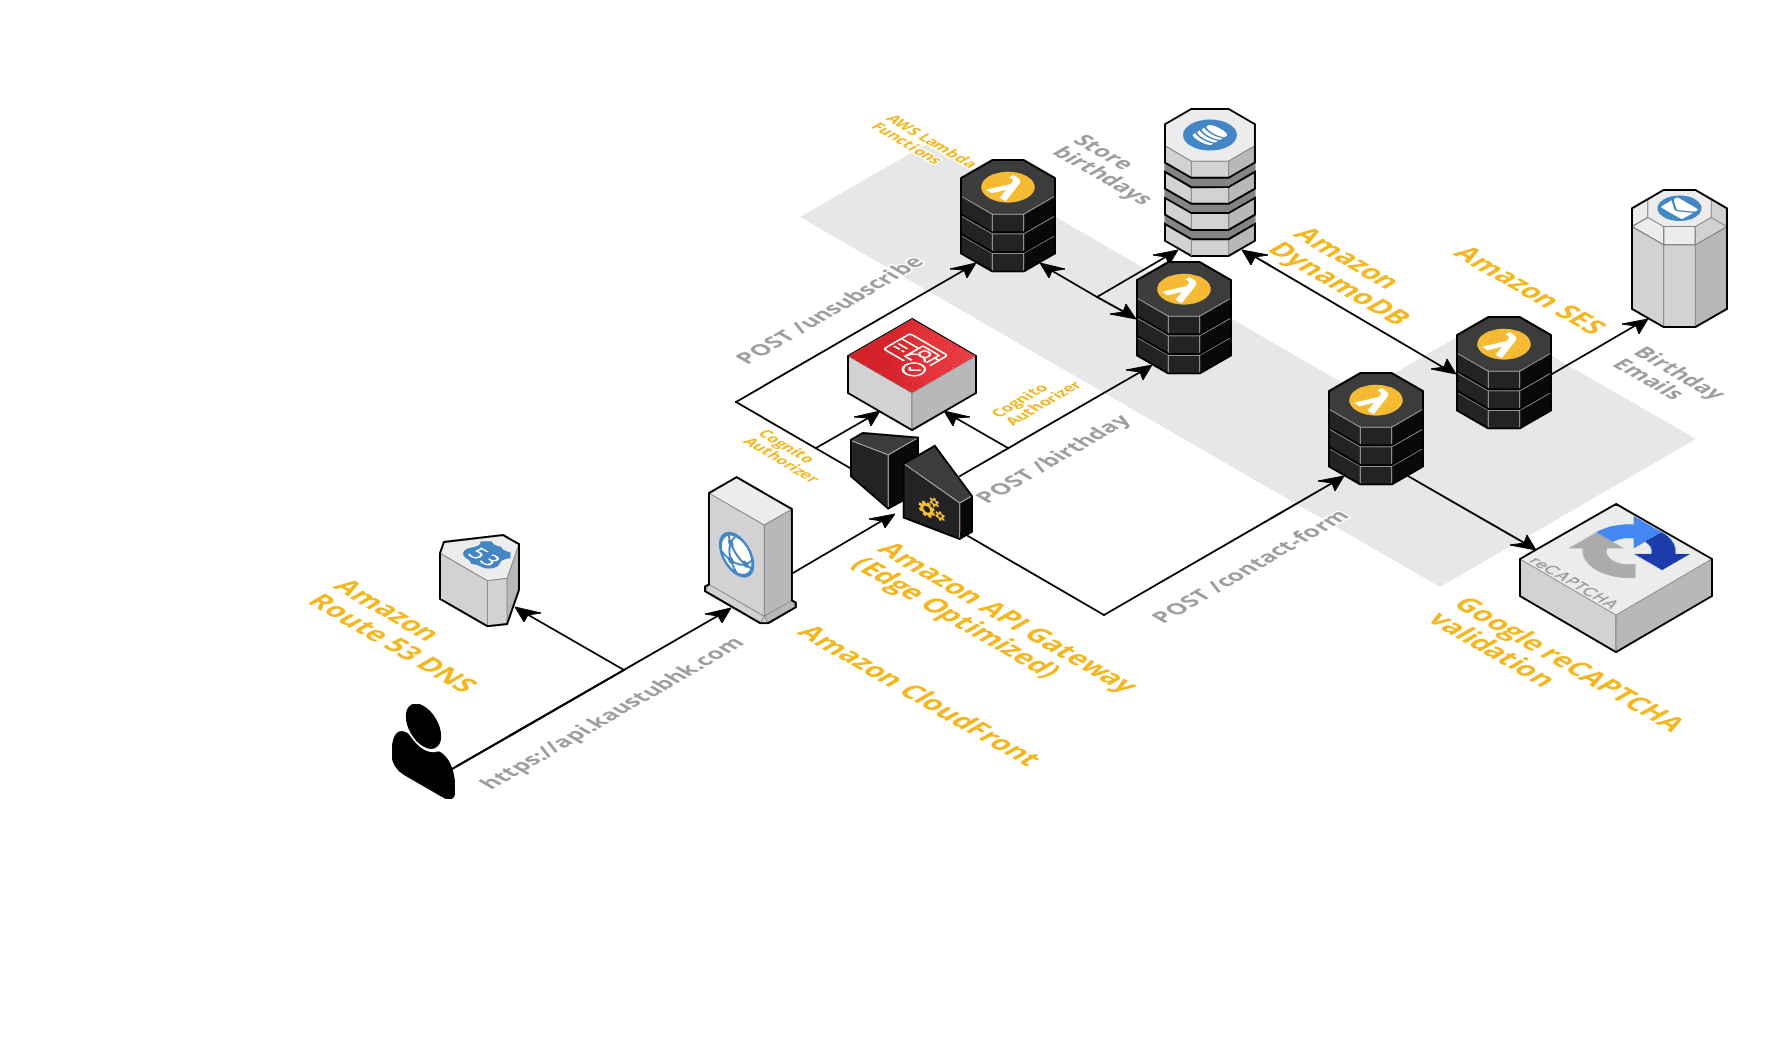 AWS Lambda
Functions
Store
birthdays
Amazon
DynamoDB
Amazon SES
Birthday
Emails
POST /unsubscribe
Cognito
Authorizer
Cognito
Authorizer
POST /birthday
POST /contact-form
reCAPTCHA
Google reCAPTCHA
validation
Amazon API Gateway
(Edge Optimized)
Amazon CloudFront
53
Amazon
Route 53 DNS
https://api.kaustubhk.com